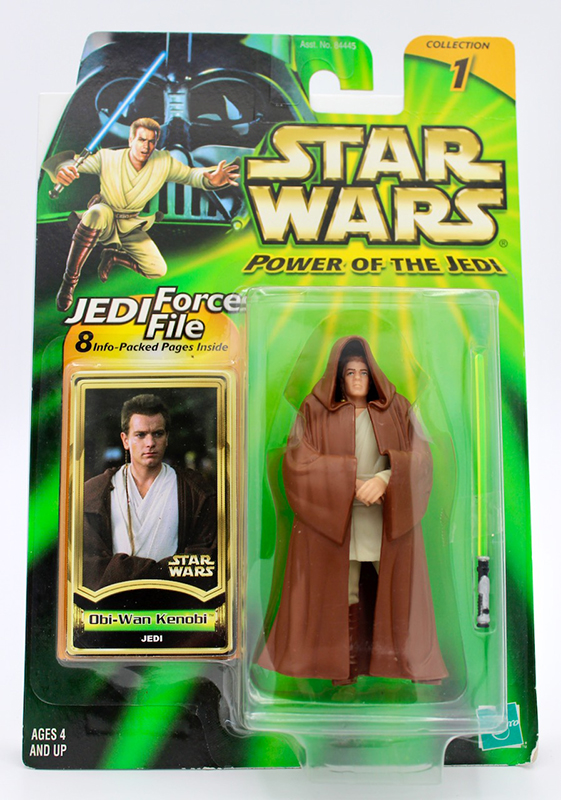 Asst. No. 84445
COLLECTION
1
STAR
WARS®
POWER OF THE JEDI
JEDI Force
File
8 Info-Packed Pages Inside
STAR
WARS
Obi-Wan Kenobi™
JEDI
AGES 4
AND UP